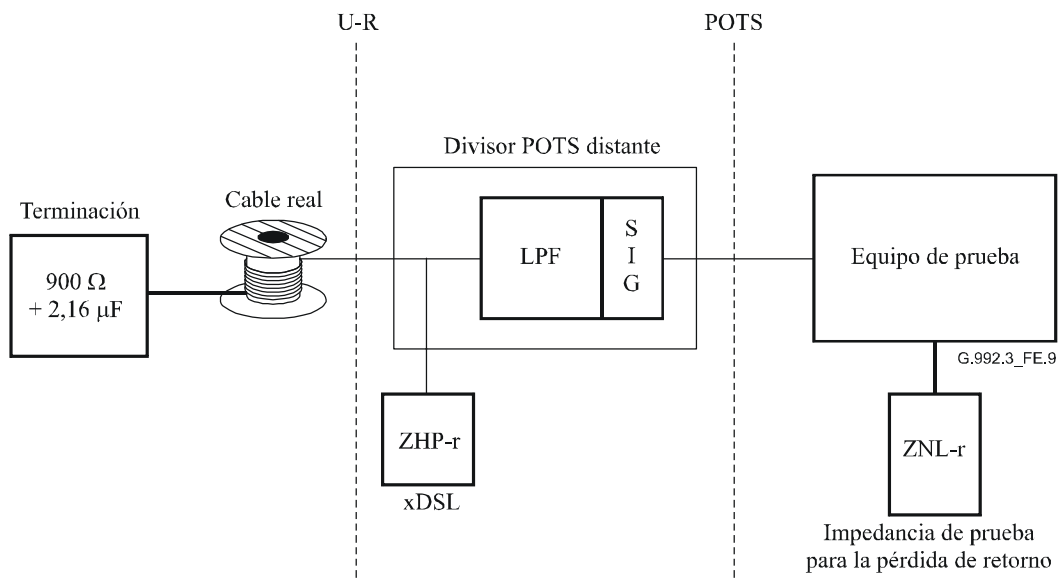 U-R
POTS
Divisor POTS distante
Cable real
Terminación
900 Ω
+ 2,16 µF
LPF
S
I
G
Equipo de prueba
G.992.3_FE.9
ZHP-r
xDSL
ZNL-r
Impedancia de prueba
para la pérdida de retorno